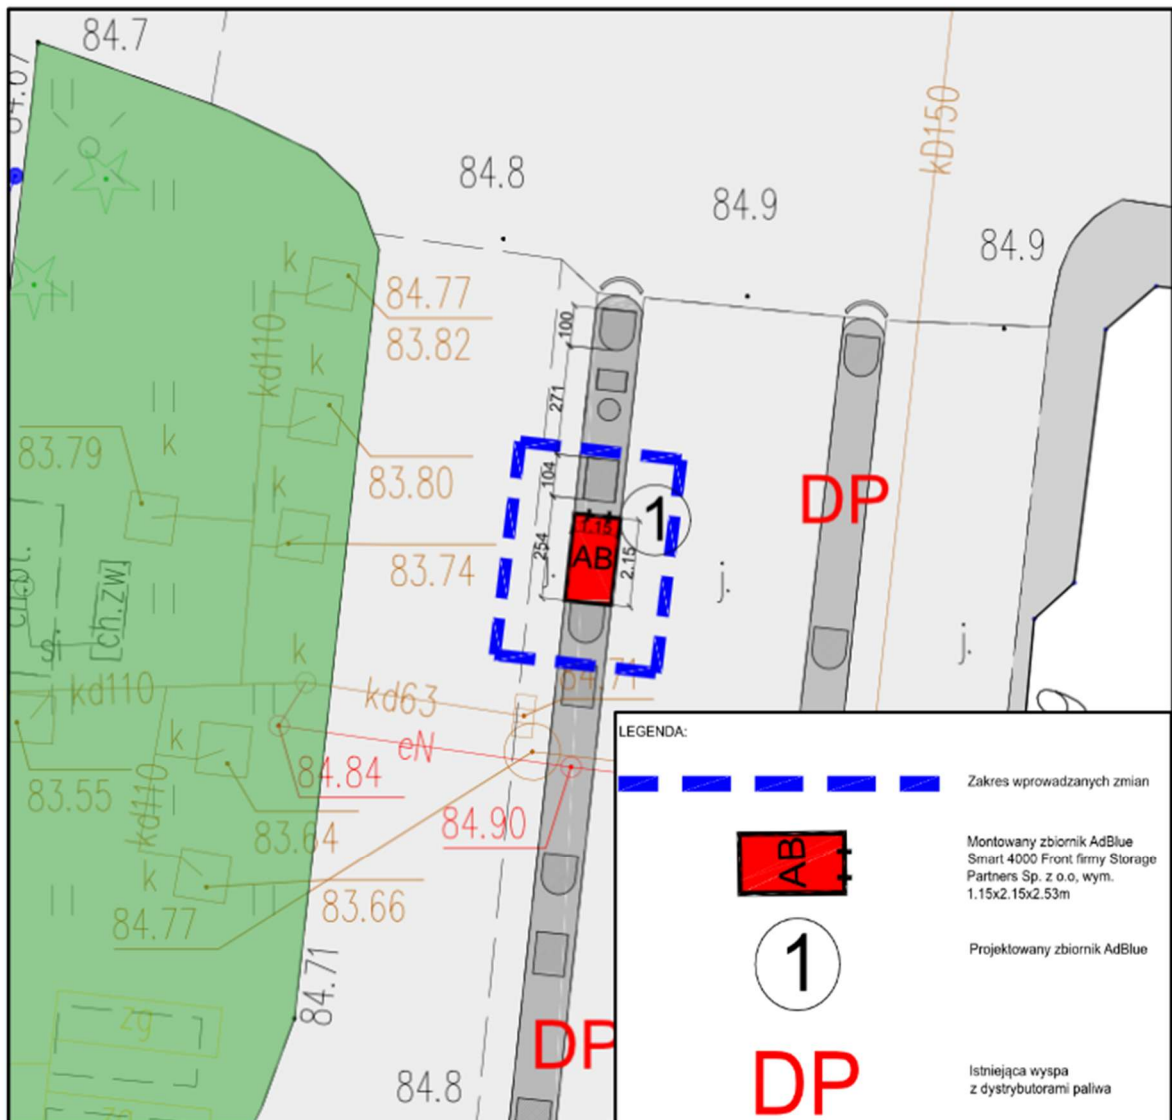 84.7
84.8
84.9
84.9
kD150
k
84.77
83.82
kd110
100
k
271
83.79
k
83.80
k
104
1
DP
1.15
AB
254
2.15
83.74
j.
j.
ch.zw.
k
kd110
kd63
84.71
eN
k
84.84
83.55
kd110
83.64
84.90
k
83.66
84.77
84.71
zg
DP
84.8
zg
LEGENDA:
Zakres wprowadzanych zmian
AB
Montowany zbiornik AdBlue
Smart 4000 Front firmy Storage
Partners Sp. z o.o, wym.
1.15x2.15x2.53m
1
Projektowany zbiornik AdBlue
DP
Istniejąca wyspa
z dystrybutorami paliwa